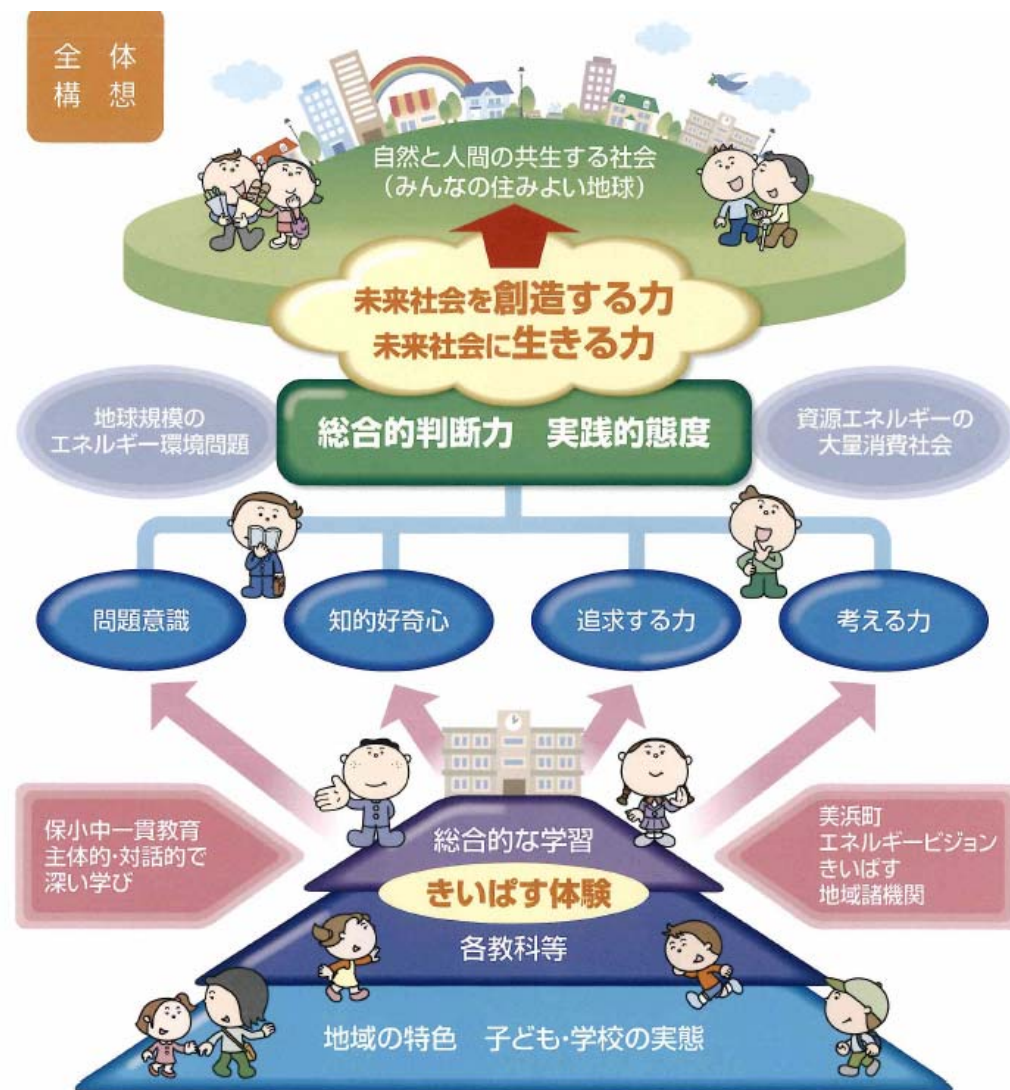 全体
構想
自然と人間の共生する社会
(みんなの住みよい地球)
未来社会を創造する力
未来社会に生きる力
地球規模の
エネルギー環境問題
総合的判断力 実践的態度
資源エネルギーの
大量消費社会
問題意識
知的好奇心
追求する力
考える力
保小中一貫教育
主体的・対話的で
深い学び
総合的な学習
きいぱす体験
各教科等
美浜町
エネルギービジョン
きいぱす
地域諸機関
地域の特色 子ども・学校の実態